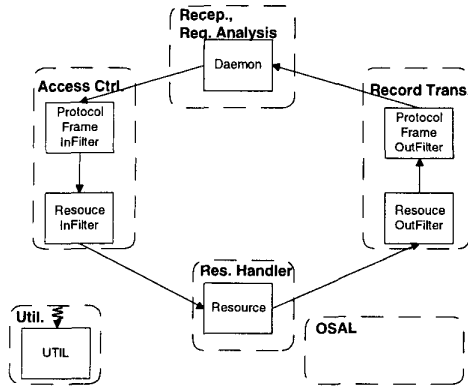 Recep.,
Req. Analysis
Daemon
Access Ctrl.
Record Trans.
Protocol
Frame
InFilter
Protocol
Frame
OutFilter
Resouce
InFilter
Resouce
OutFilter
Res. Handler
Resource
Util.
UTIL
OSAL